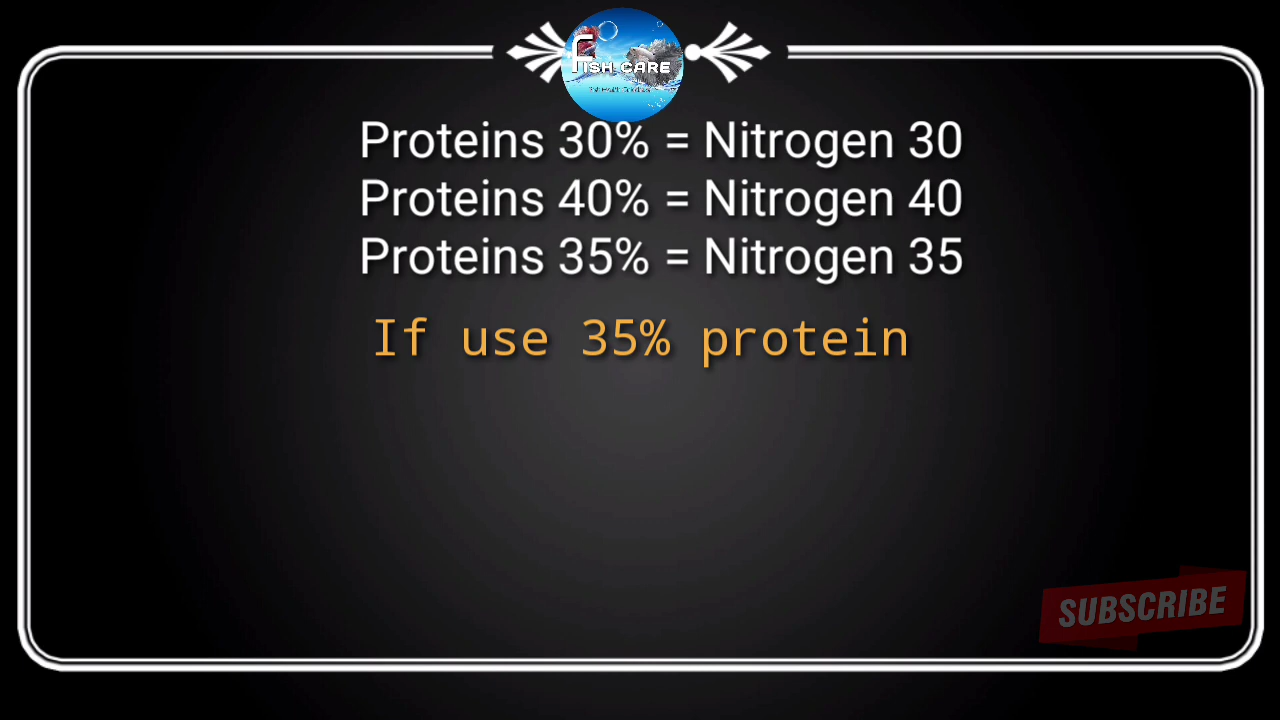 FISH CARE
Proteins 30% = Nitrogen 30
Proteins 40% = Nitrogen 40
Proteins 35% = Nitrogen 35
If use 35% protein
SUBSCRIBE